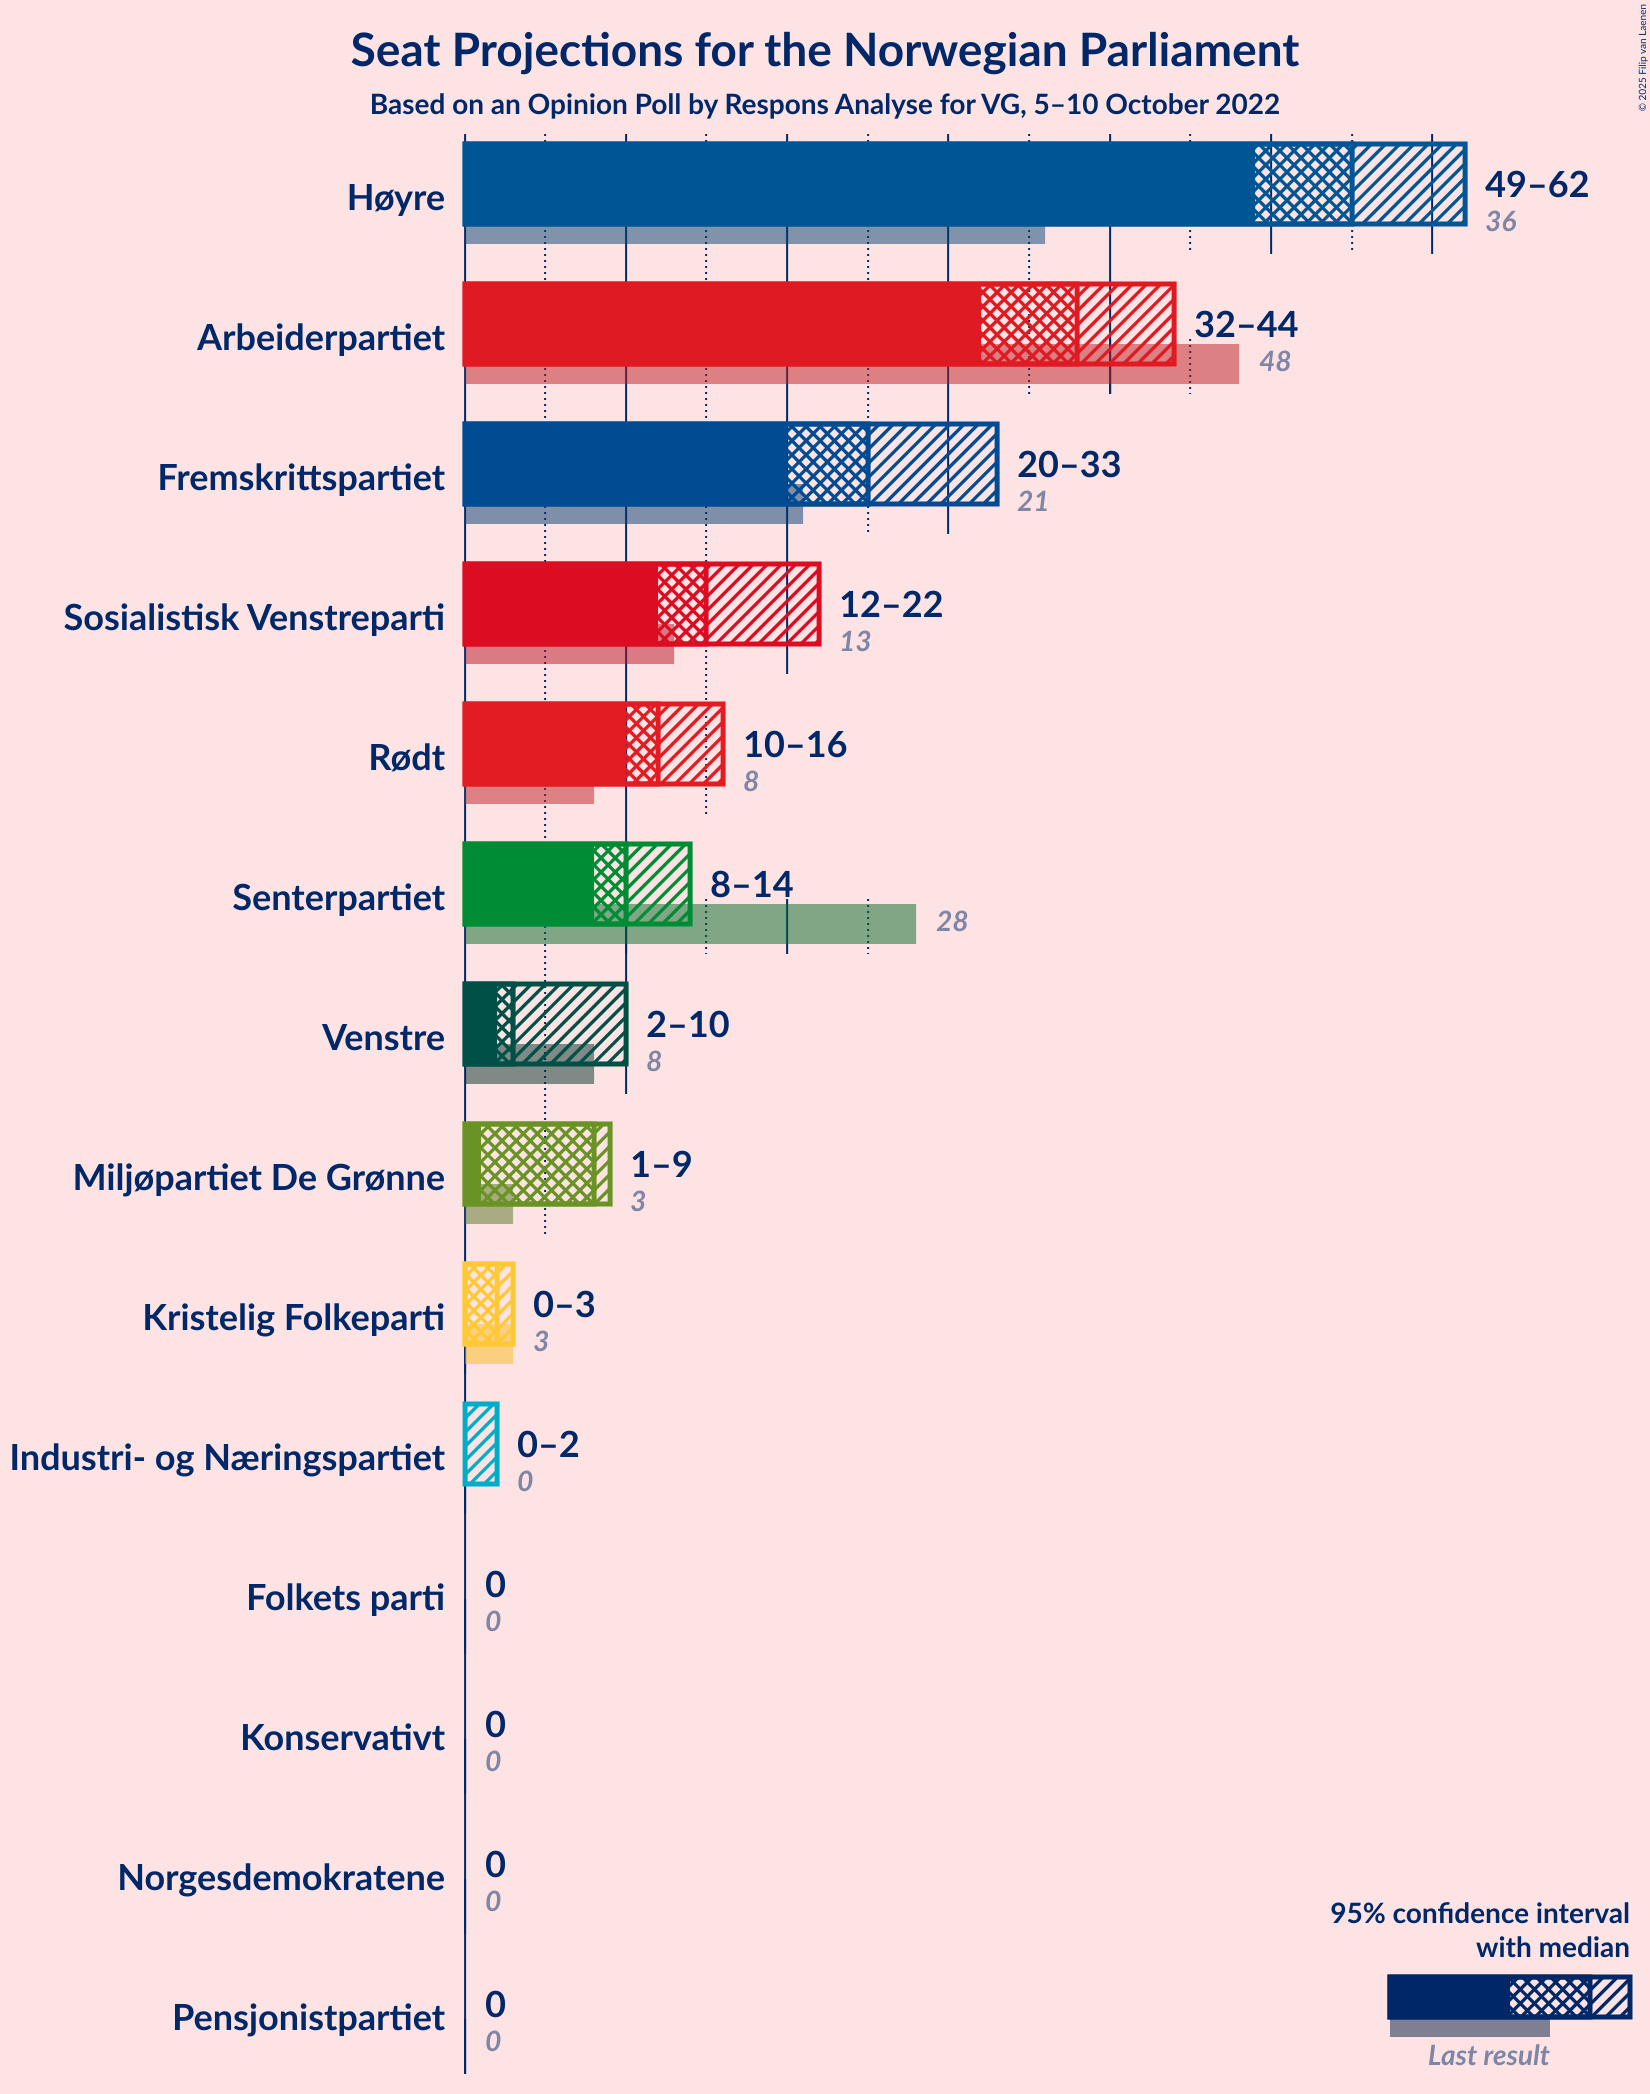 Seat Projections for the Norwegian Parliament
Based on an Opinion Poll by Respons Analyse for VG, 5–10 October 2022
© 2025 Filip van Laenen
Høyre
49–62
36
Arbeiderpartiet
32–44
48
Fremskrittspartiet
20–33
21
Sosialistisk Venstreparti
12–22
13
Rødt
10–16
8
Senterpartiet
8–14
28
Venstre
2–10
8
Miljøpartiet De Grønne
1–9
3
Kristelig Folkeparti
0–3
3
Industri- og Næringspartiet
0–2
0
Folkets parti
0
0
Konservativt
0
0
Norgesdemokratene
0
0
Pensjonistpartiet
0
0
95% confidence interval
with median
Last result